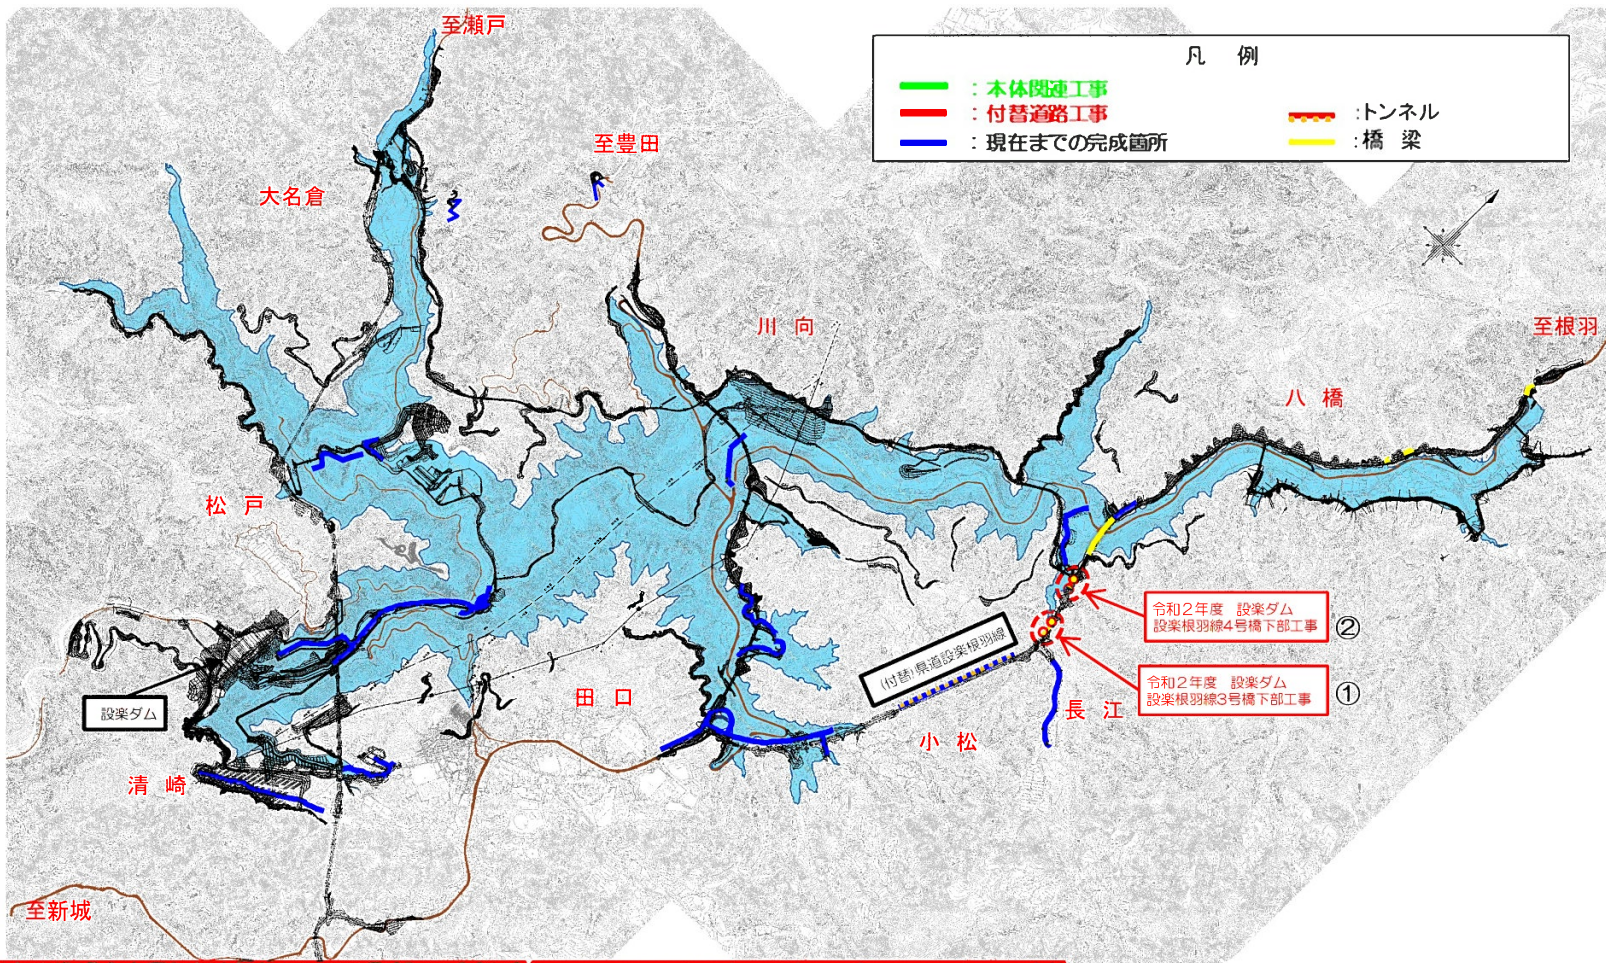 至瀬戸
凡 例
: 本体関連工事
: 付替道路工事
:トンネル
: 現在までの完成箇所
:橋 梁
至豊田
大名倉
川 向
至根羽
八 橋
松 戸
令和2年度 設楽ダム
設楽根羽線4号橋下部工事
②
(付替)県道設楽根羽線
令和2年度 設楽ダム
設楽根羽線3号橋下部工事
①
設楽ダム
田 口
長 江
小 松
清 崎
至新城